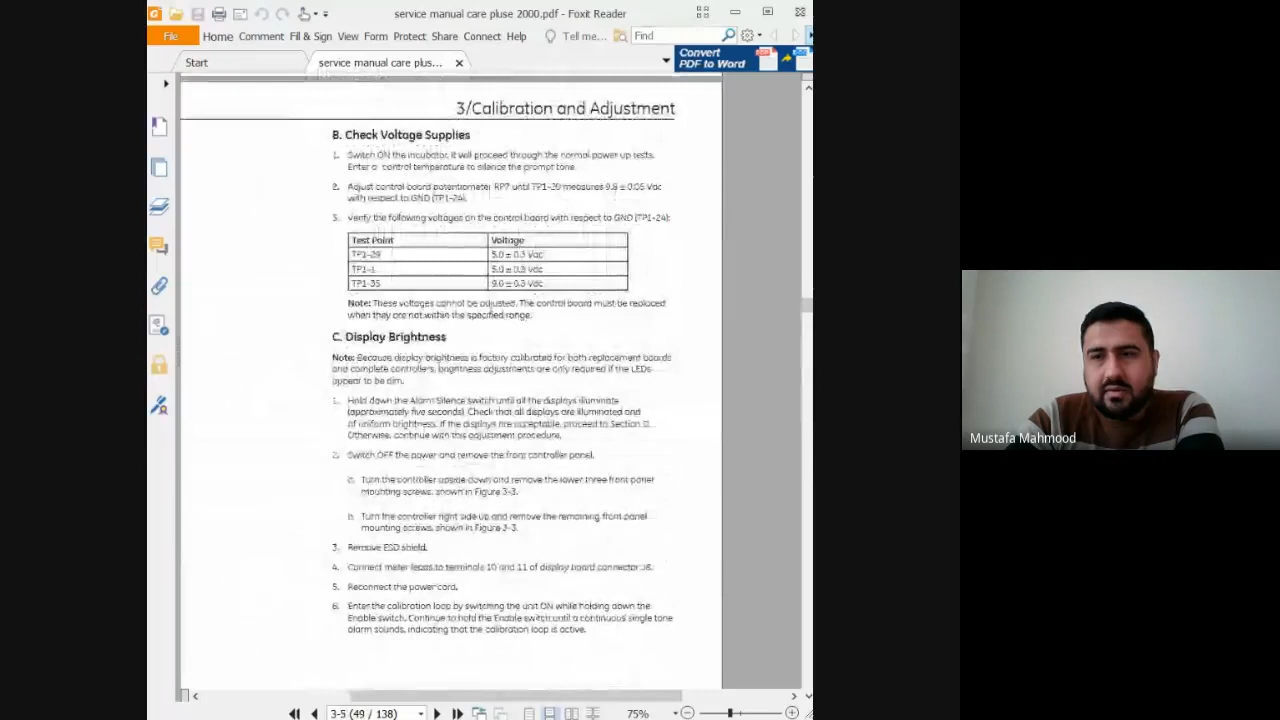 service manual care pluse 2000.pdf - Foxit Reader
File Home Comment Fill & Sign View Form Protect Share Connect Help Tell me... Find
Start service manual care plus... Convert PDF to Word
3/Calibration and Adjustment
B. Check Voltage Supplies
1. Switch ON the incubator. It will proceed through the normal power up tests.
Enter a control temperature to silence the prompt tone.
2. Adjust control board potentiometer RP7 until TP1-20 measures 9.8 ± 0.05 Vdc
with respect to GND (TP1-24).
3. Verify the following voltages on the control board with respect to GND (TP1-24):
Test Point Voltage
5.0 ± 0.3 Vdc
TP1-1 5.0 ± 0.3 Vdc
TP1-35 9.0 ± 0.3 Vdc
Note: These voltages cannot be adjusted. The control board must be replaced
when they are not within the specified range.
C. Display Brightness
Note: Because display brightness is factory calibrated for both replacement boards
and complete controllers, brightness adjustments are only required if the LEDs
appear to be dim.
1. Hold down the Alarm Silence switch until all the displays illuminate
(approximately five seconds). Check that all displays are illuminated and
of uniform brightness. If the displays are acceptable, proceed to Section D.
Otherwise, continue with this adjustment procedure.
2. Switch OFF the power and remove the front controller panel.
a. Turn the controller upside down and remove the lower three front panel
mounting screws, shown in Figure 3-3.
b. Turn the controller right side up and remove the remaining front panel
mounting screws, shown in Figure 3-3.
3. Remove ESD shield.
4. Connect meter leads to terminals 10 and 11 of display board connector
5. Reconnect the power cord.
6. Enter the calibration loop by switching the unit ON while holding down the
Enable switch. Continue to hold the Enable switch until a continuous single tone
alarm sounds, indicating that the calibration loop is active.
3-5 (49 / 138) 75%
Mustafa Mahmood